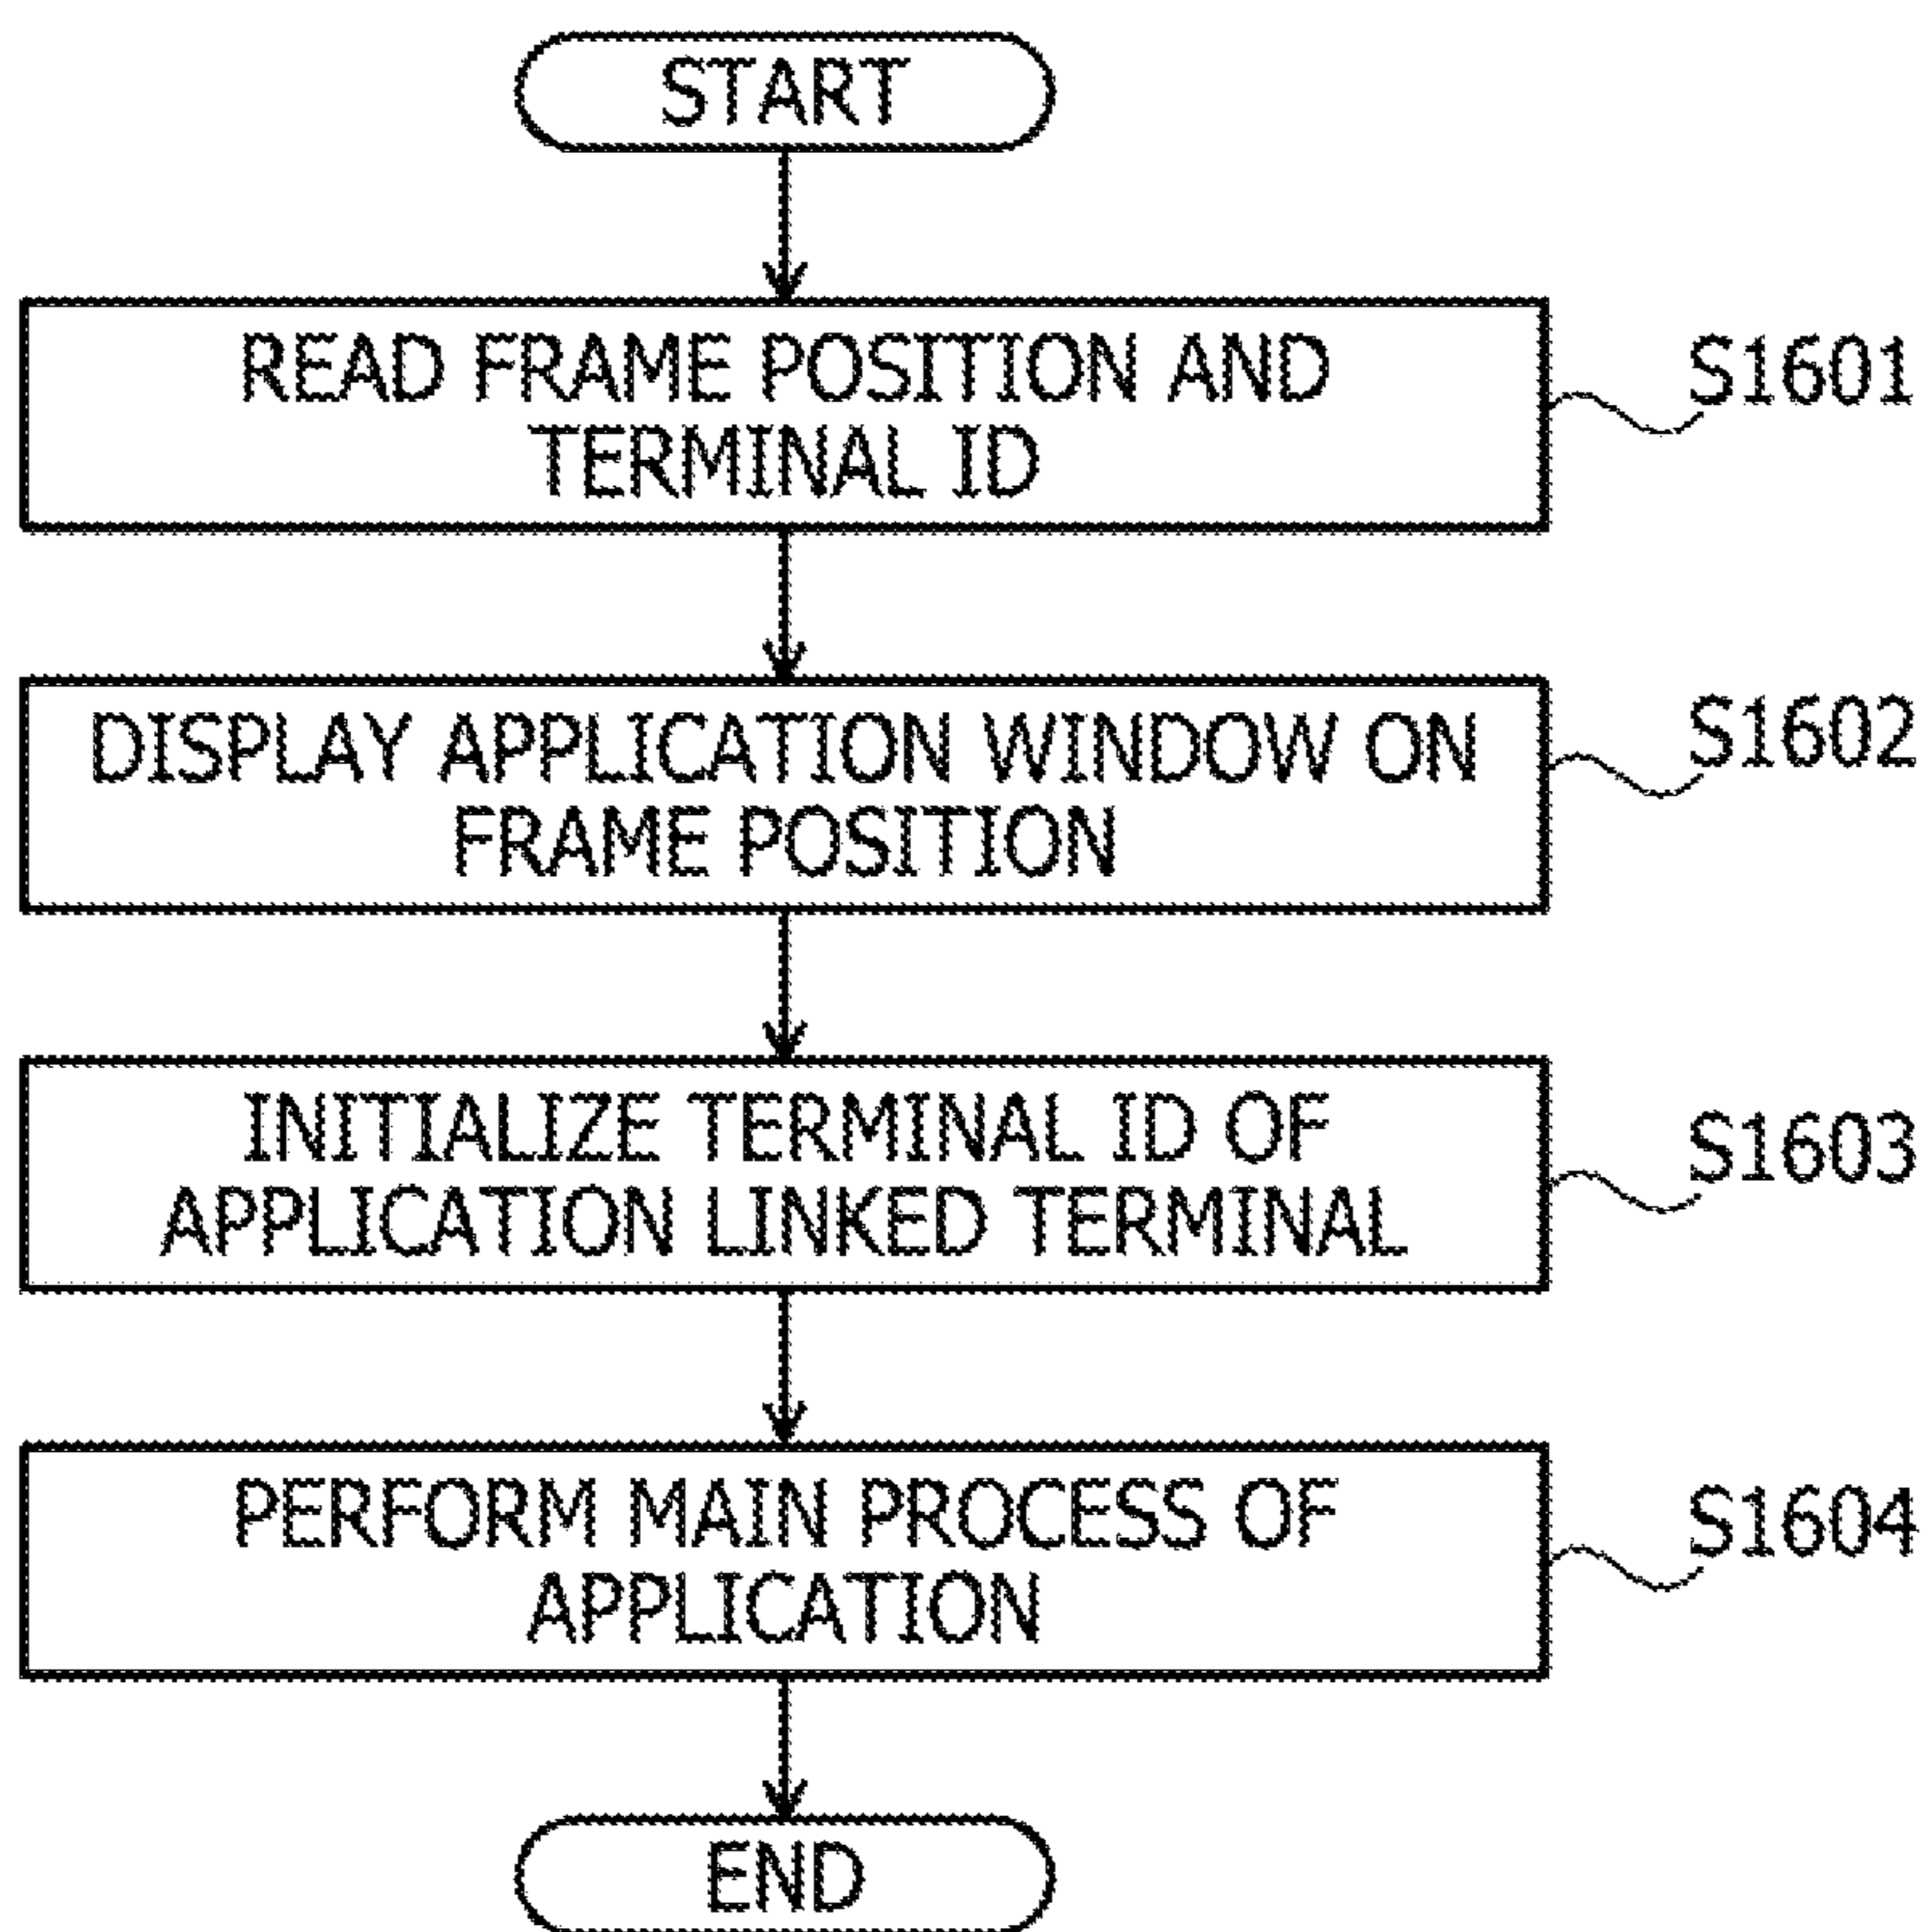 START
READ FRAME POSITION AND
TERMINAL ID
S1601
DISPLAY APPLICATION WINDOW ON
FRAME POSITION
S1602
INITIALIZE TERMINAL ID OF
APPLICATION LINKED TERMINAL
S1603
PERFORM MAIN PROCESS OF
APPLICATION
S1604
END